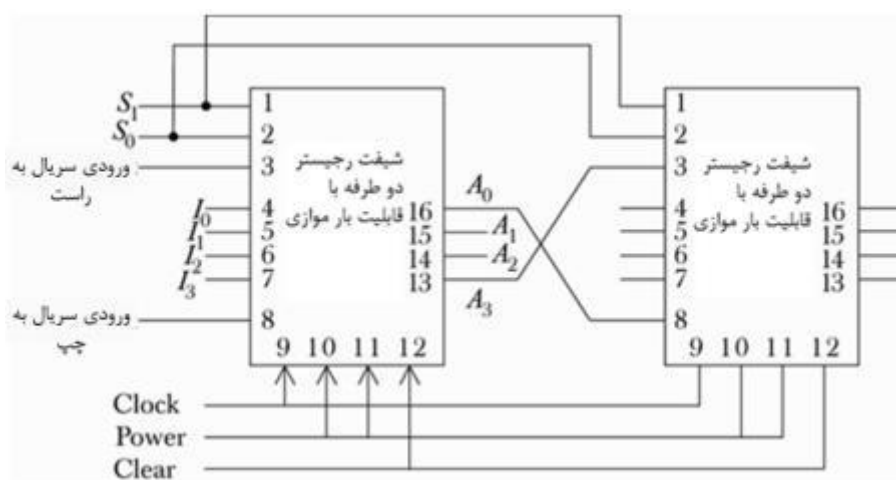 S₁
S₀
ورودی سریال به
راست
I₀
I₁
I₂
I₃
ورودی سریال به
چپ
1
2
3
4
5
6
7
8
شیفت رجیستر
دو طرفه با
قابلیت بار موازی
16
15
14
13
9 10 11 12
A₀
A₁
A₂
A₃
1
2
3
4
5
6
7
8
شیفت رجیستر
دو طرفه با
قابلیت بار موازی
16
15
14
13
9 10 11 12
Clock
Power
Clear